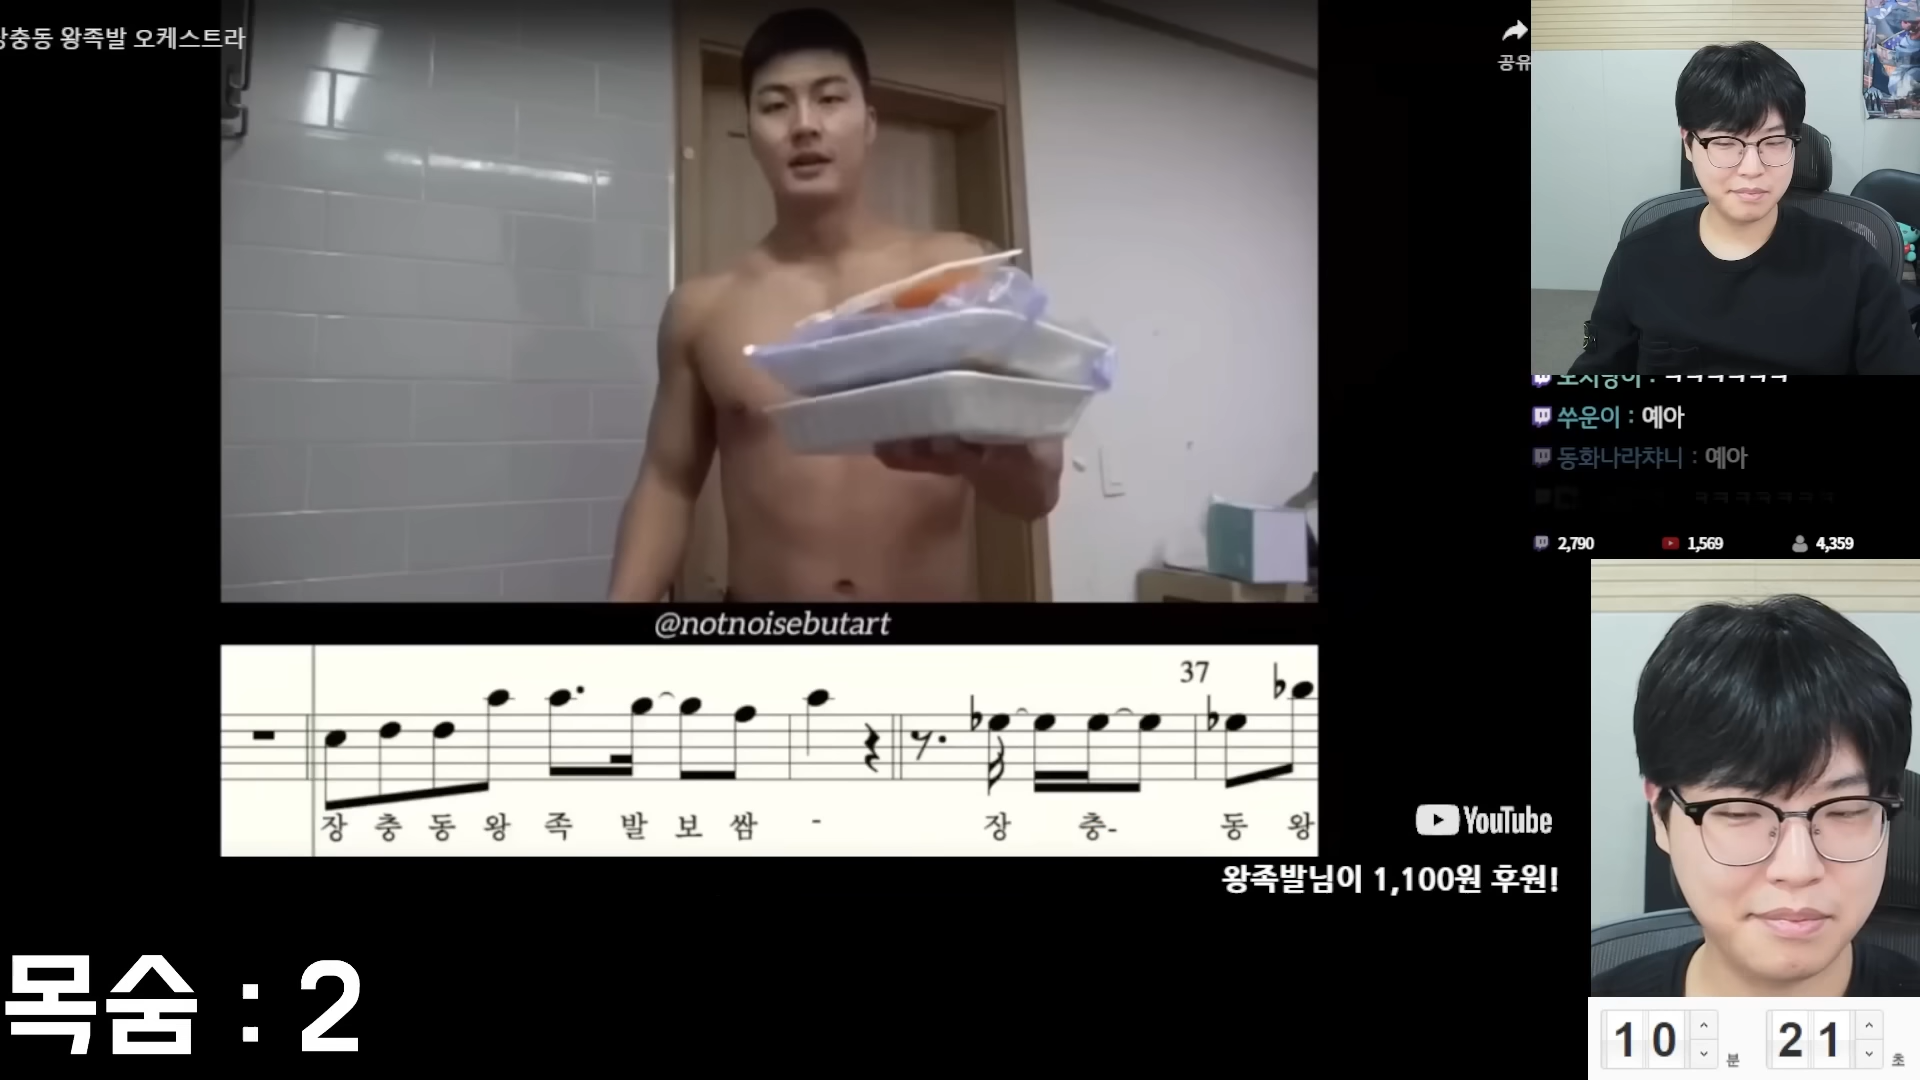 장충동 왕족발 오케스트라
공유
쑤운이 : 예아
동화나라챠니 : 예아
2,790 1,569 4,359
@notnoisebutart
37
장 충 동 왕 족 발 보 쌈 - 장 충- 동 왕
YouTube
왕족발님이 1,100원 후원!
목숨 : 2
10 분 21 초